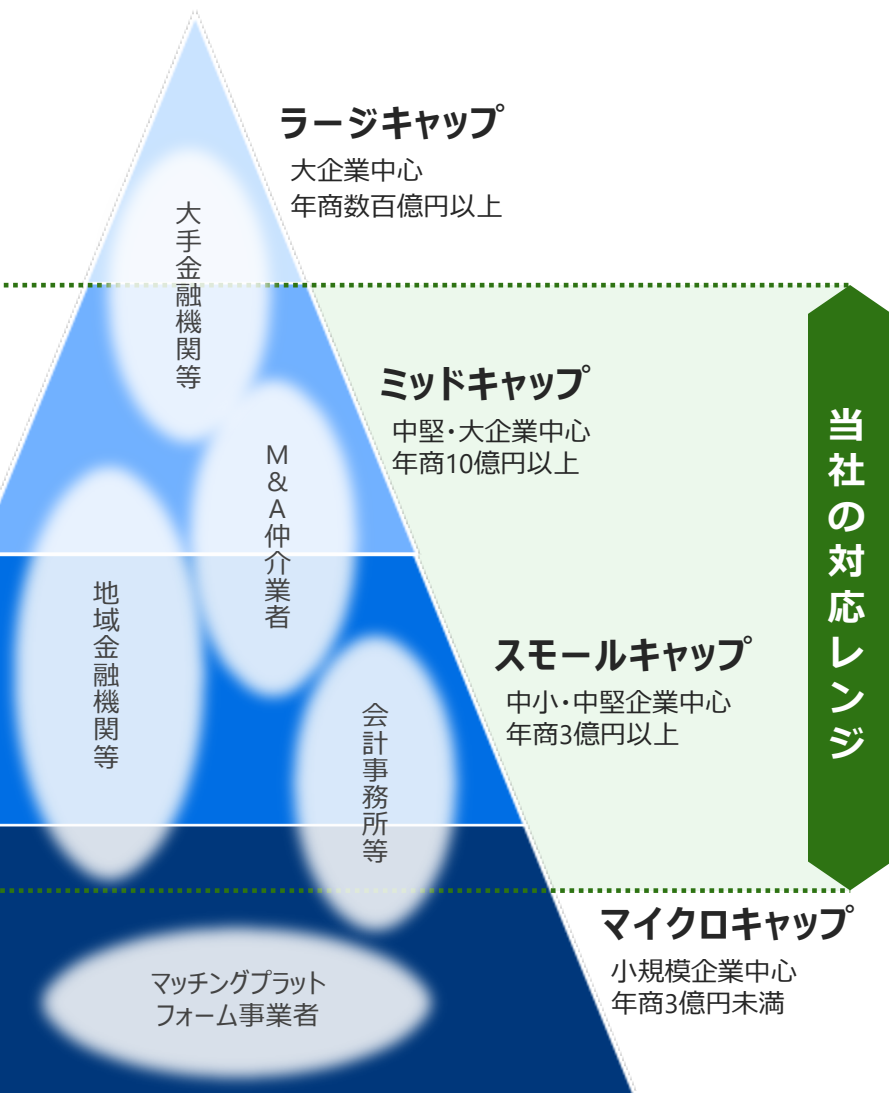 ラージキャップ
大企業中心
年商数百億円以上
大手金融機関等
ミッドキャップ
中堅・大企業中心
年商10億円以上
M&A仲介業者
当社の対応レンジ
地域金融機関等
スモールキャップ
中小・中堅企業中心
年商3億円以上
会計事務所等
マイクロキャップ
小規模企業中心
年商3億円未満
マッチングプラット
フォーム事業者